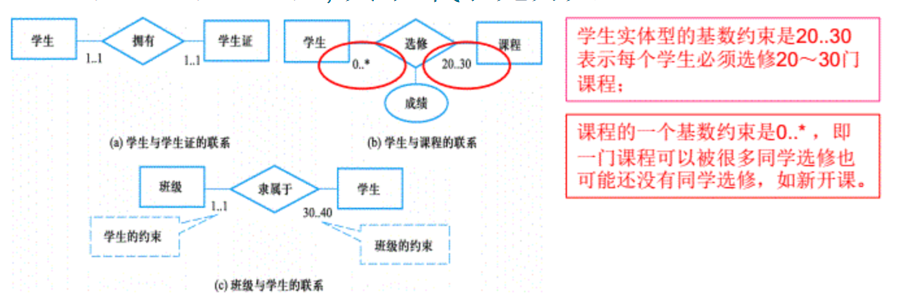 学生
拥有
学生证
1..1
1..1
学生
选修
课程
0..*
20..30
成绩
(a) 学生与学生证的联系
(b) 学生与课程的联系
班级
隶属于
学生
1..1
30..40
学生的约束
班级的约束
(c) 班级与学生的联系
学生实体型的基数约束是20..30
表示每个学生必须选修20～30门
课程;
课程的一个基数约束是0..* ，即
一门课程可以被很多同学选修也
可能还没有同学选修，如新开课。